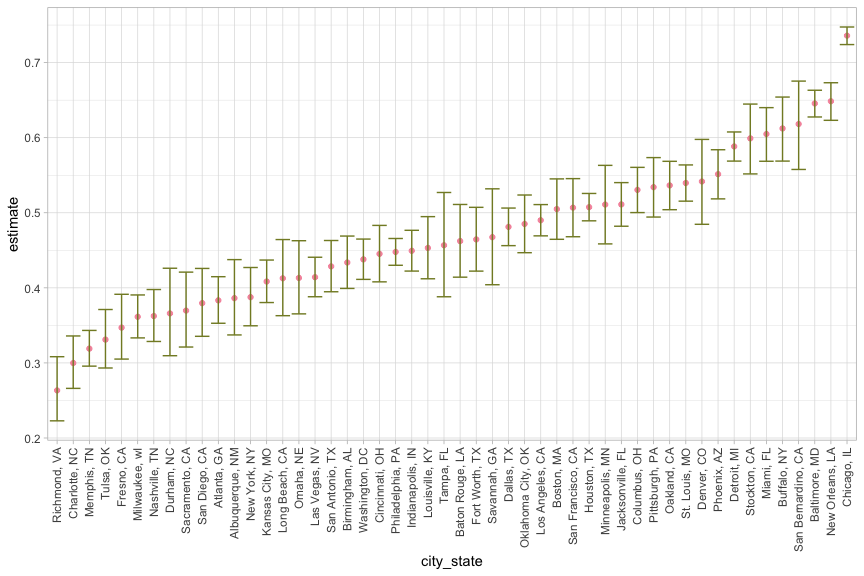 estimate
0.7
0.6
0.5
0.4
0.3
0.2
Richmond, VA
Charlotte, NC
Memphis, TN
Tulsa, OK
Fresno, CA
Milwaukee, wI
Nashville, TN
Durham, NC
Sacramento, CA
San Diego, CA
Atlanta, GA
Albuquerque, NM
New York, NY
Kansas City, MO
Long Beach, CA
Omaha, NE
Las Vegas, NV
San Antonio, TX
Birmingham, AL
Washington, DC
Cincinnati, OH
Philadelphia, PA
Indianapolis, IN
Louisville, KY
Tampa, FL
Baton Rouge, LA
Fort Worth, TX
Savannah, GA
Dallas, TX
Oklahoma City, OK
Los Angeles, CA
Boston, MA
San Francisco, CA
Houston, TX
Minneapolis, MN
Jacksonville, FL
Columbus, OH
Pittsburgh, PA
Oakland, CA
St. Louis, MO
Denver, CO
Phoenix, AZ
Detroit, MI
Stockton, CA
Miami, FL
Buffalo, NY
San Bernardino, CA
Baltimore, MD
New Orleans, LA
Chicago, IL
city_state